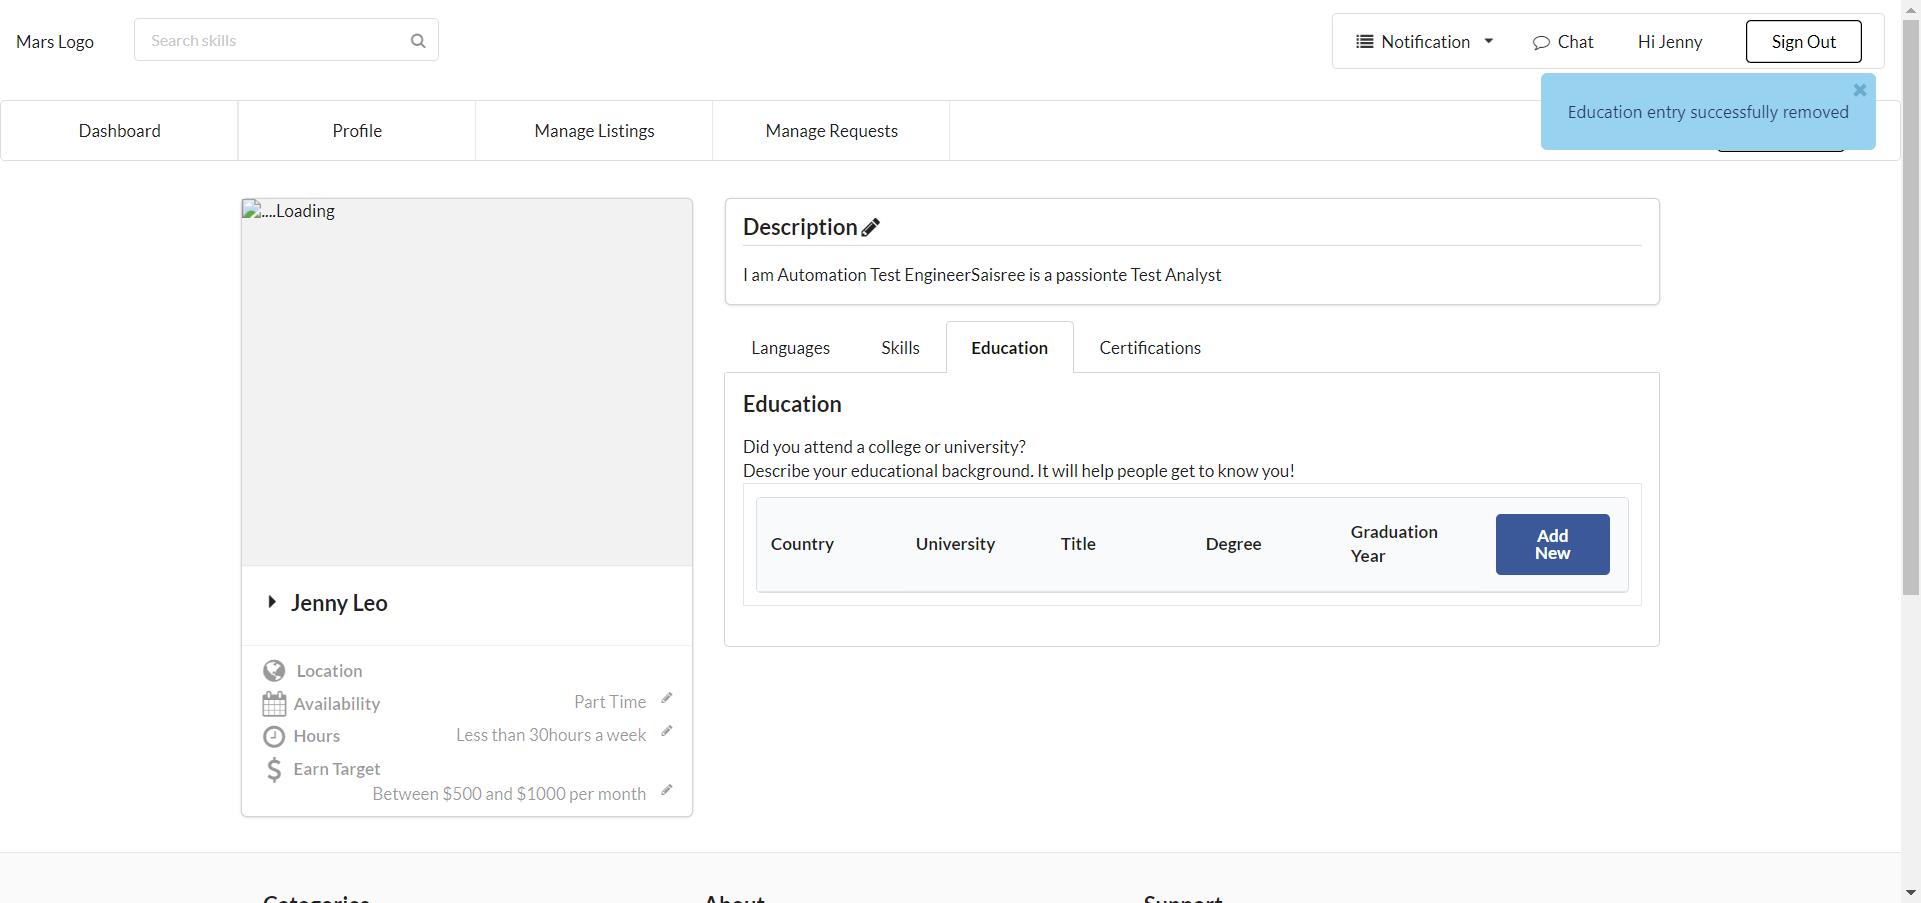 Mars Logo
Search skills
Notification
Chat
Hi Jenny
Sign Out
Education entry successfully removed
Dashboard
Profile
Manage Listings
Manage Requests
....Loading
Description
I am Automation Test EngineerSaisree is a passionte Test Analyst
Languages
Skills
Education
Certifications
Education
Did you attend a college or university?
Describe your educational background. It will help people get to know you!
Country
University
Title
Degree
Graduation
Year
Add
New
Jenny Leo
Location
Availability
Part Time
Hours
Less than 30hours a week
Earn Target
Between $500 and $1000 per month
Categories
About
Support